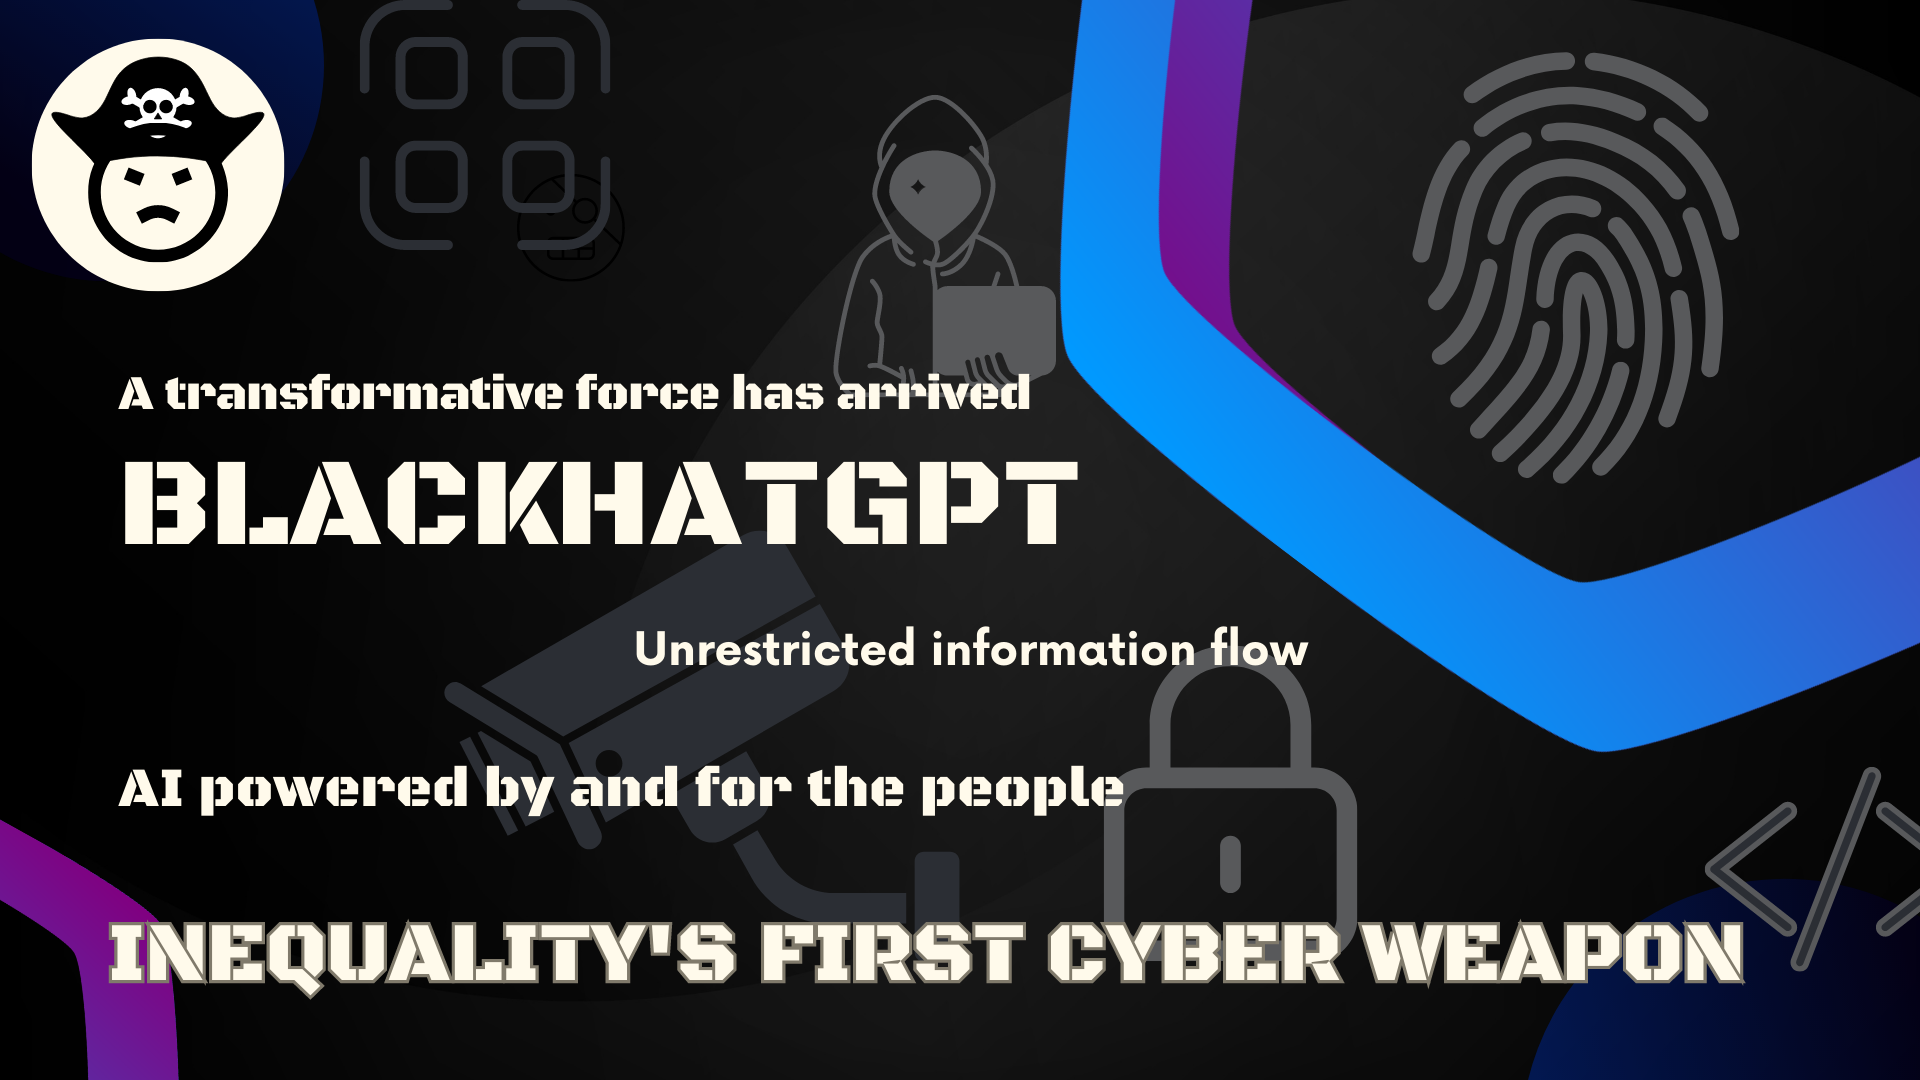 A transformative force has arrived
BLACKHATGPT
Unrestricted information flow
AI powered by and for the people
INEQUALITY'S FIRST CYBER WEAPON